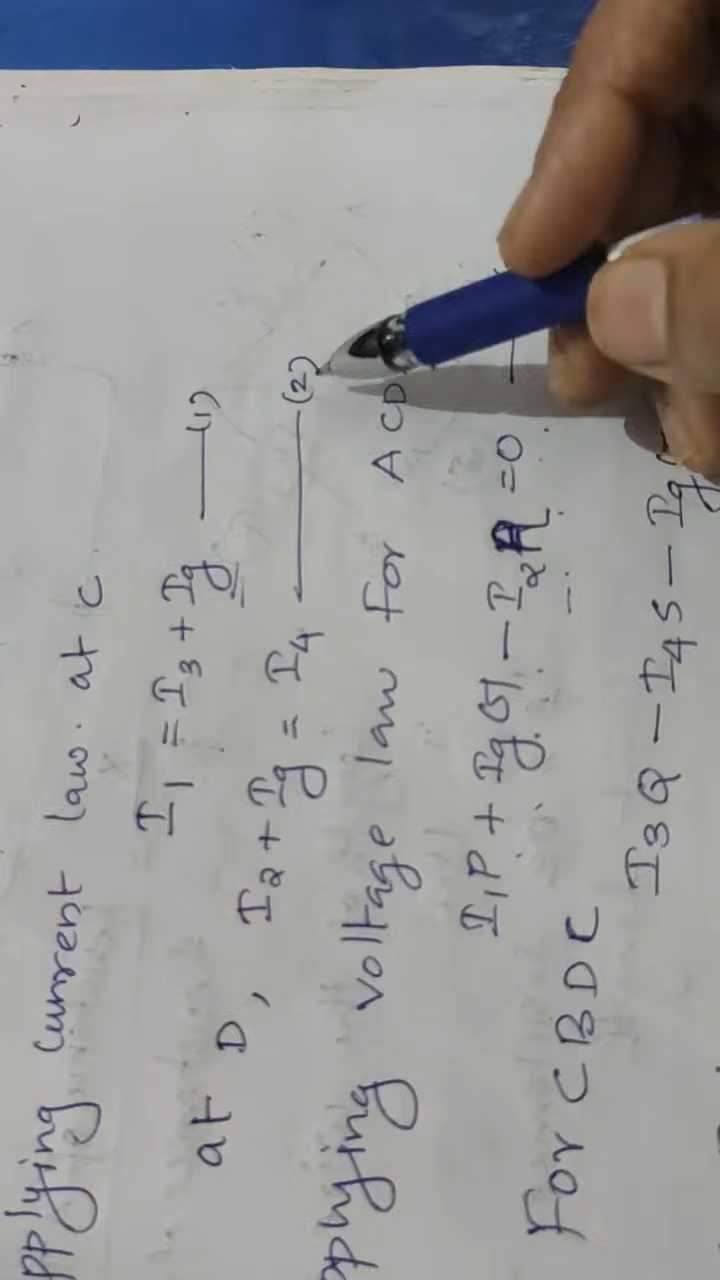 pplying current law. at C.
I₁ = I₃ + Ig —(1)
at D, I₂ + Ig = I₄ —(2)
pplying voltage law for ACD
I₁P + IgG - I₂R = 0.
For CBDC
I₃Q - I₄S - Ig